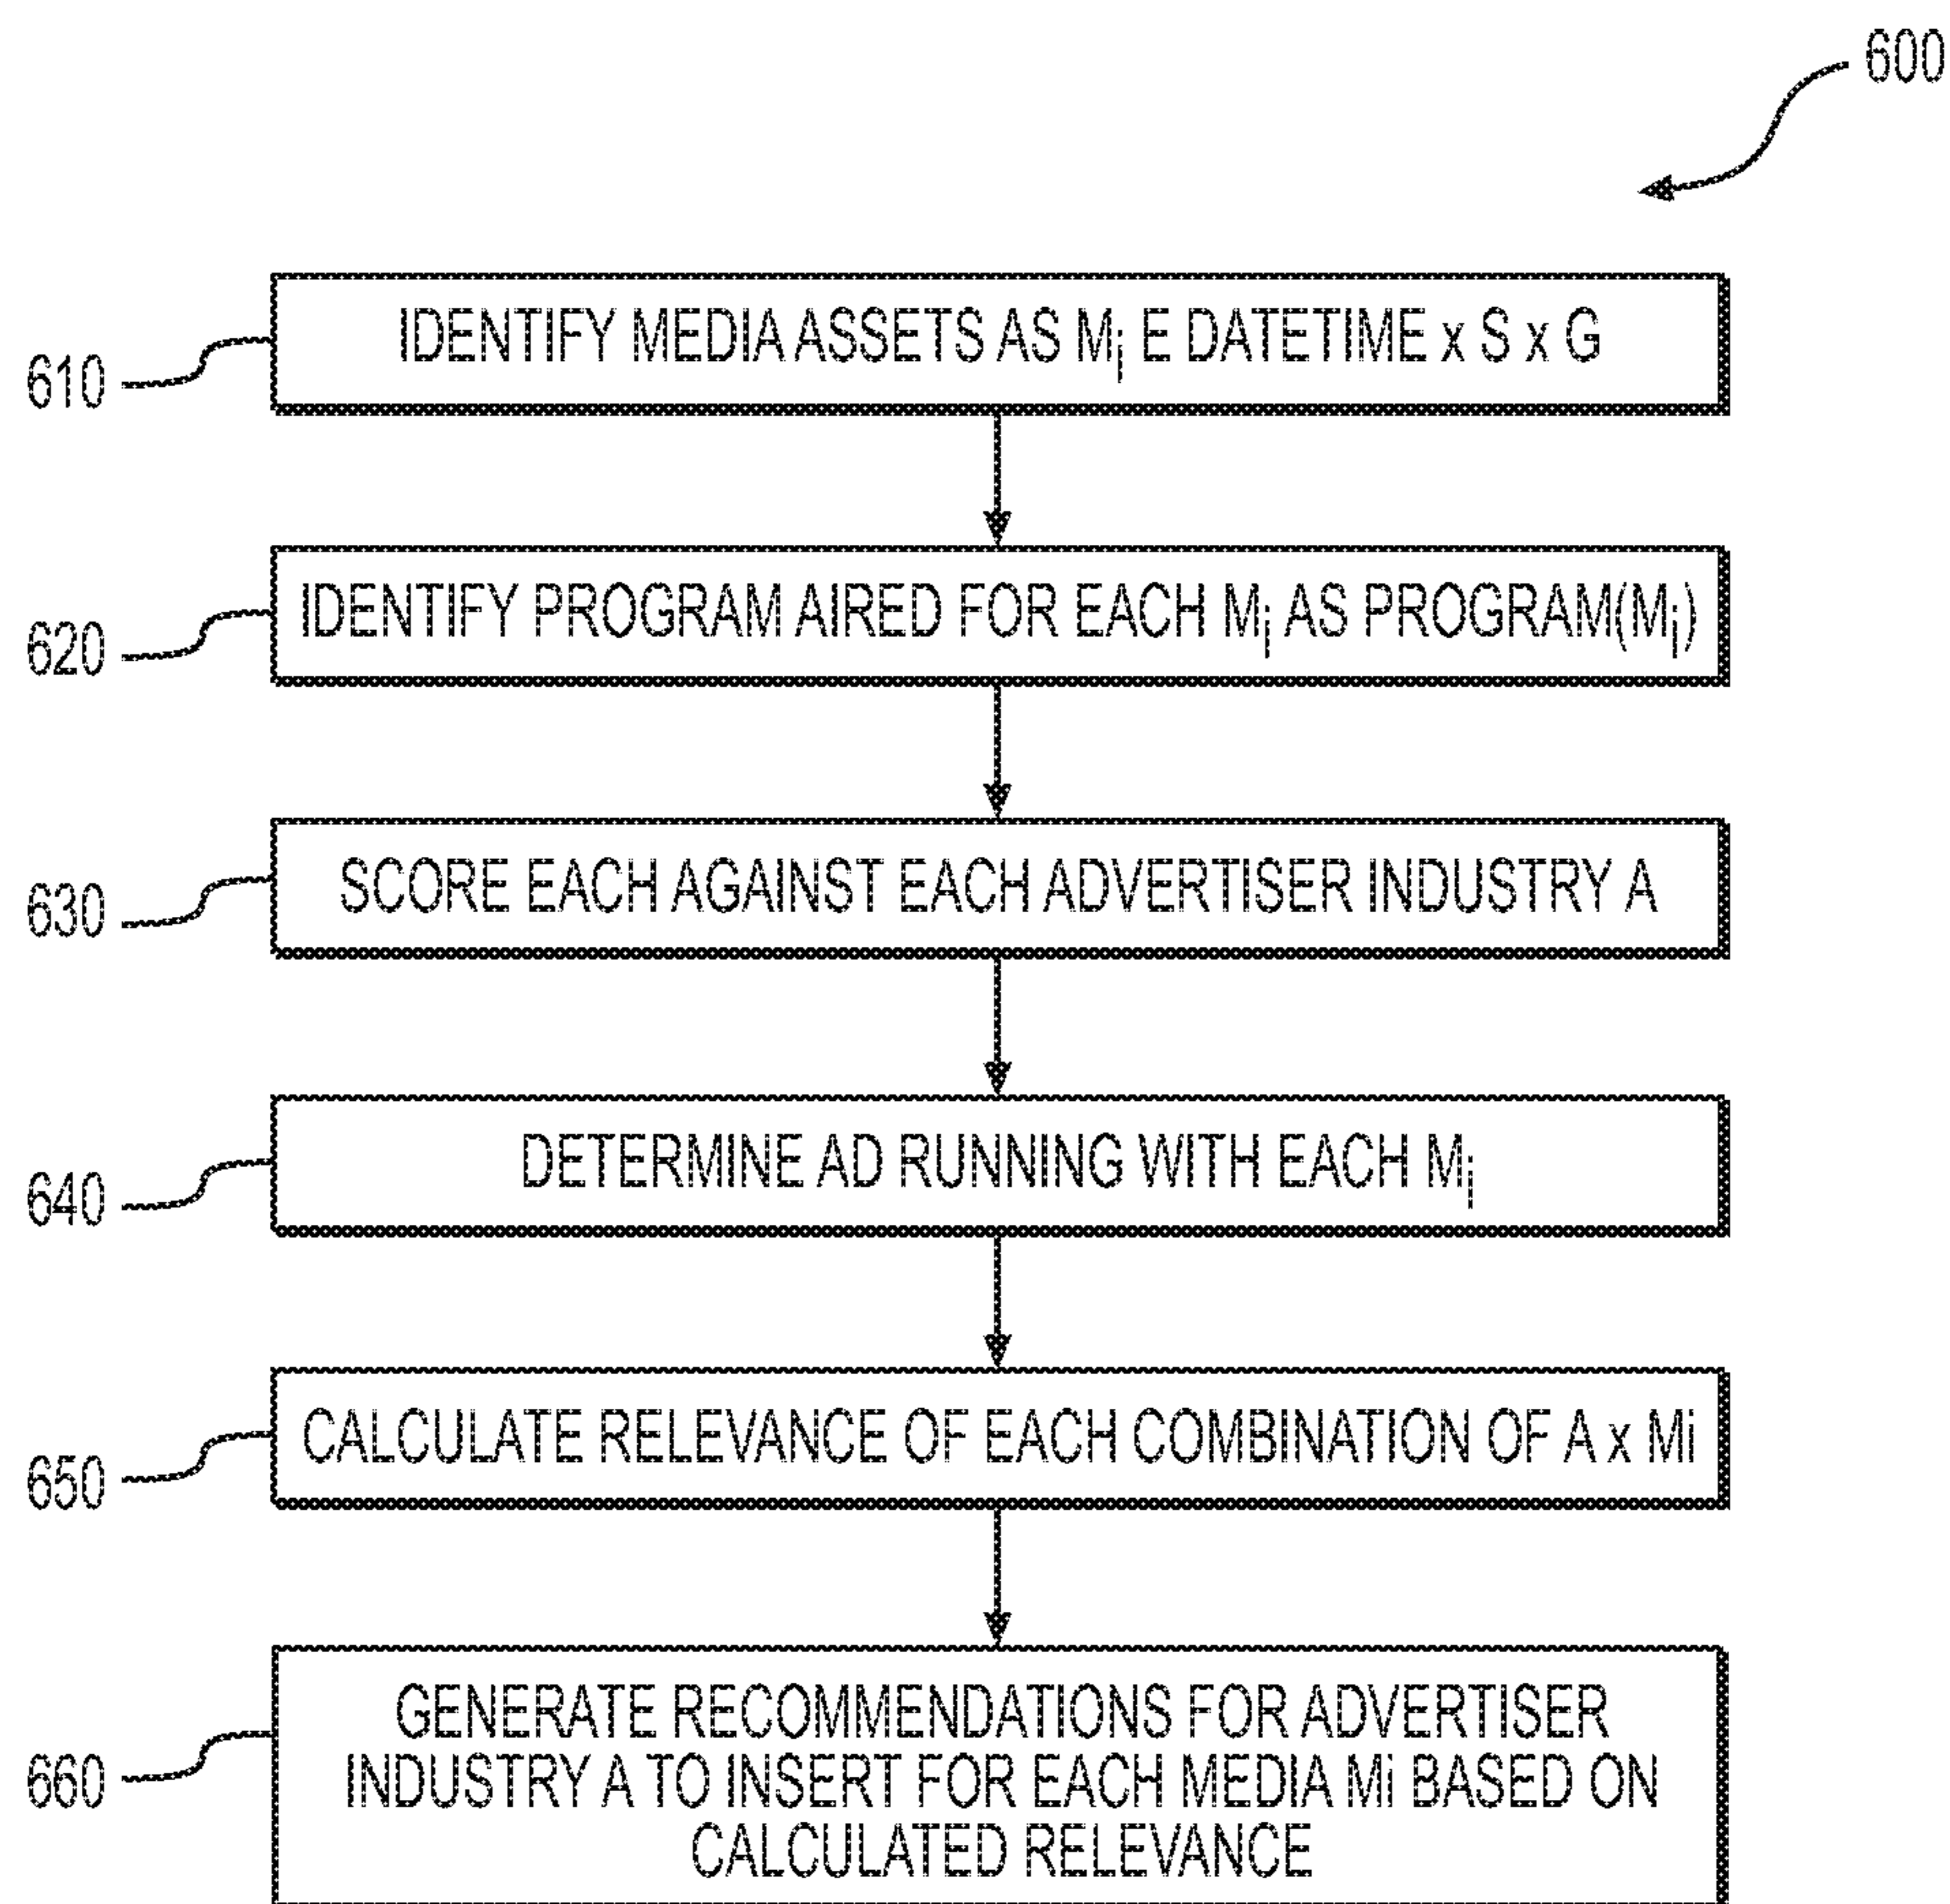 600
610
IDENTIFY MEDIA ASSETS AS Mi E DATETIME x S x G
620
IDENTIFY PROGRAM AIRED FOR EACH Mi AS PROGRAM(Mi)
630
SCORE EACH AGAINST EACH ADVERTISER INDUSTRY A
640
DETERMINE AD RUNNING WITH EACH Mi
650
CALCULATE RELEVANCE OF EACH COMBINATION OF A x Mi
660
GENERATE RECOMMENDATIONS FOR ADVERTISER
INDUSTRY A TO INSERT FOR EACH MEDIA Mi BASED ON
CALCULATED RELEVANCE